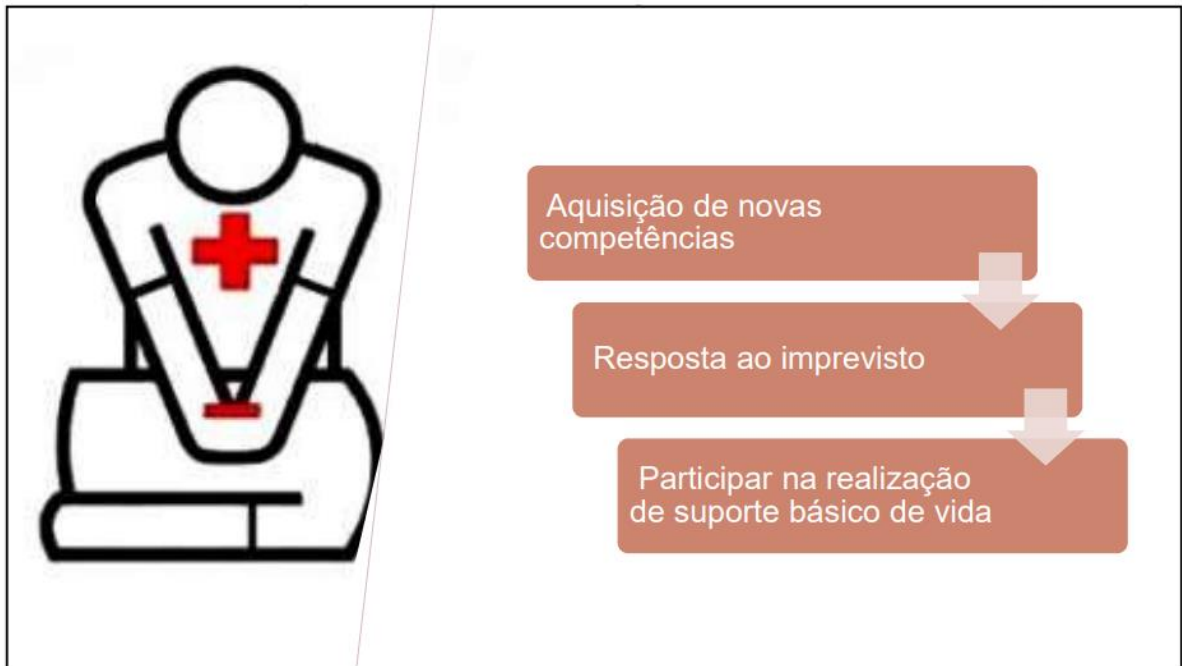 Aquisição de novas
competências
Resposta ao imprevisto
Participar na realização
de suporte básico de vida